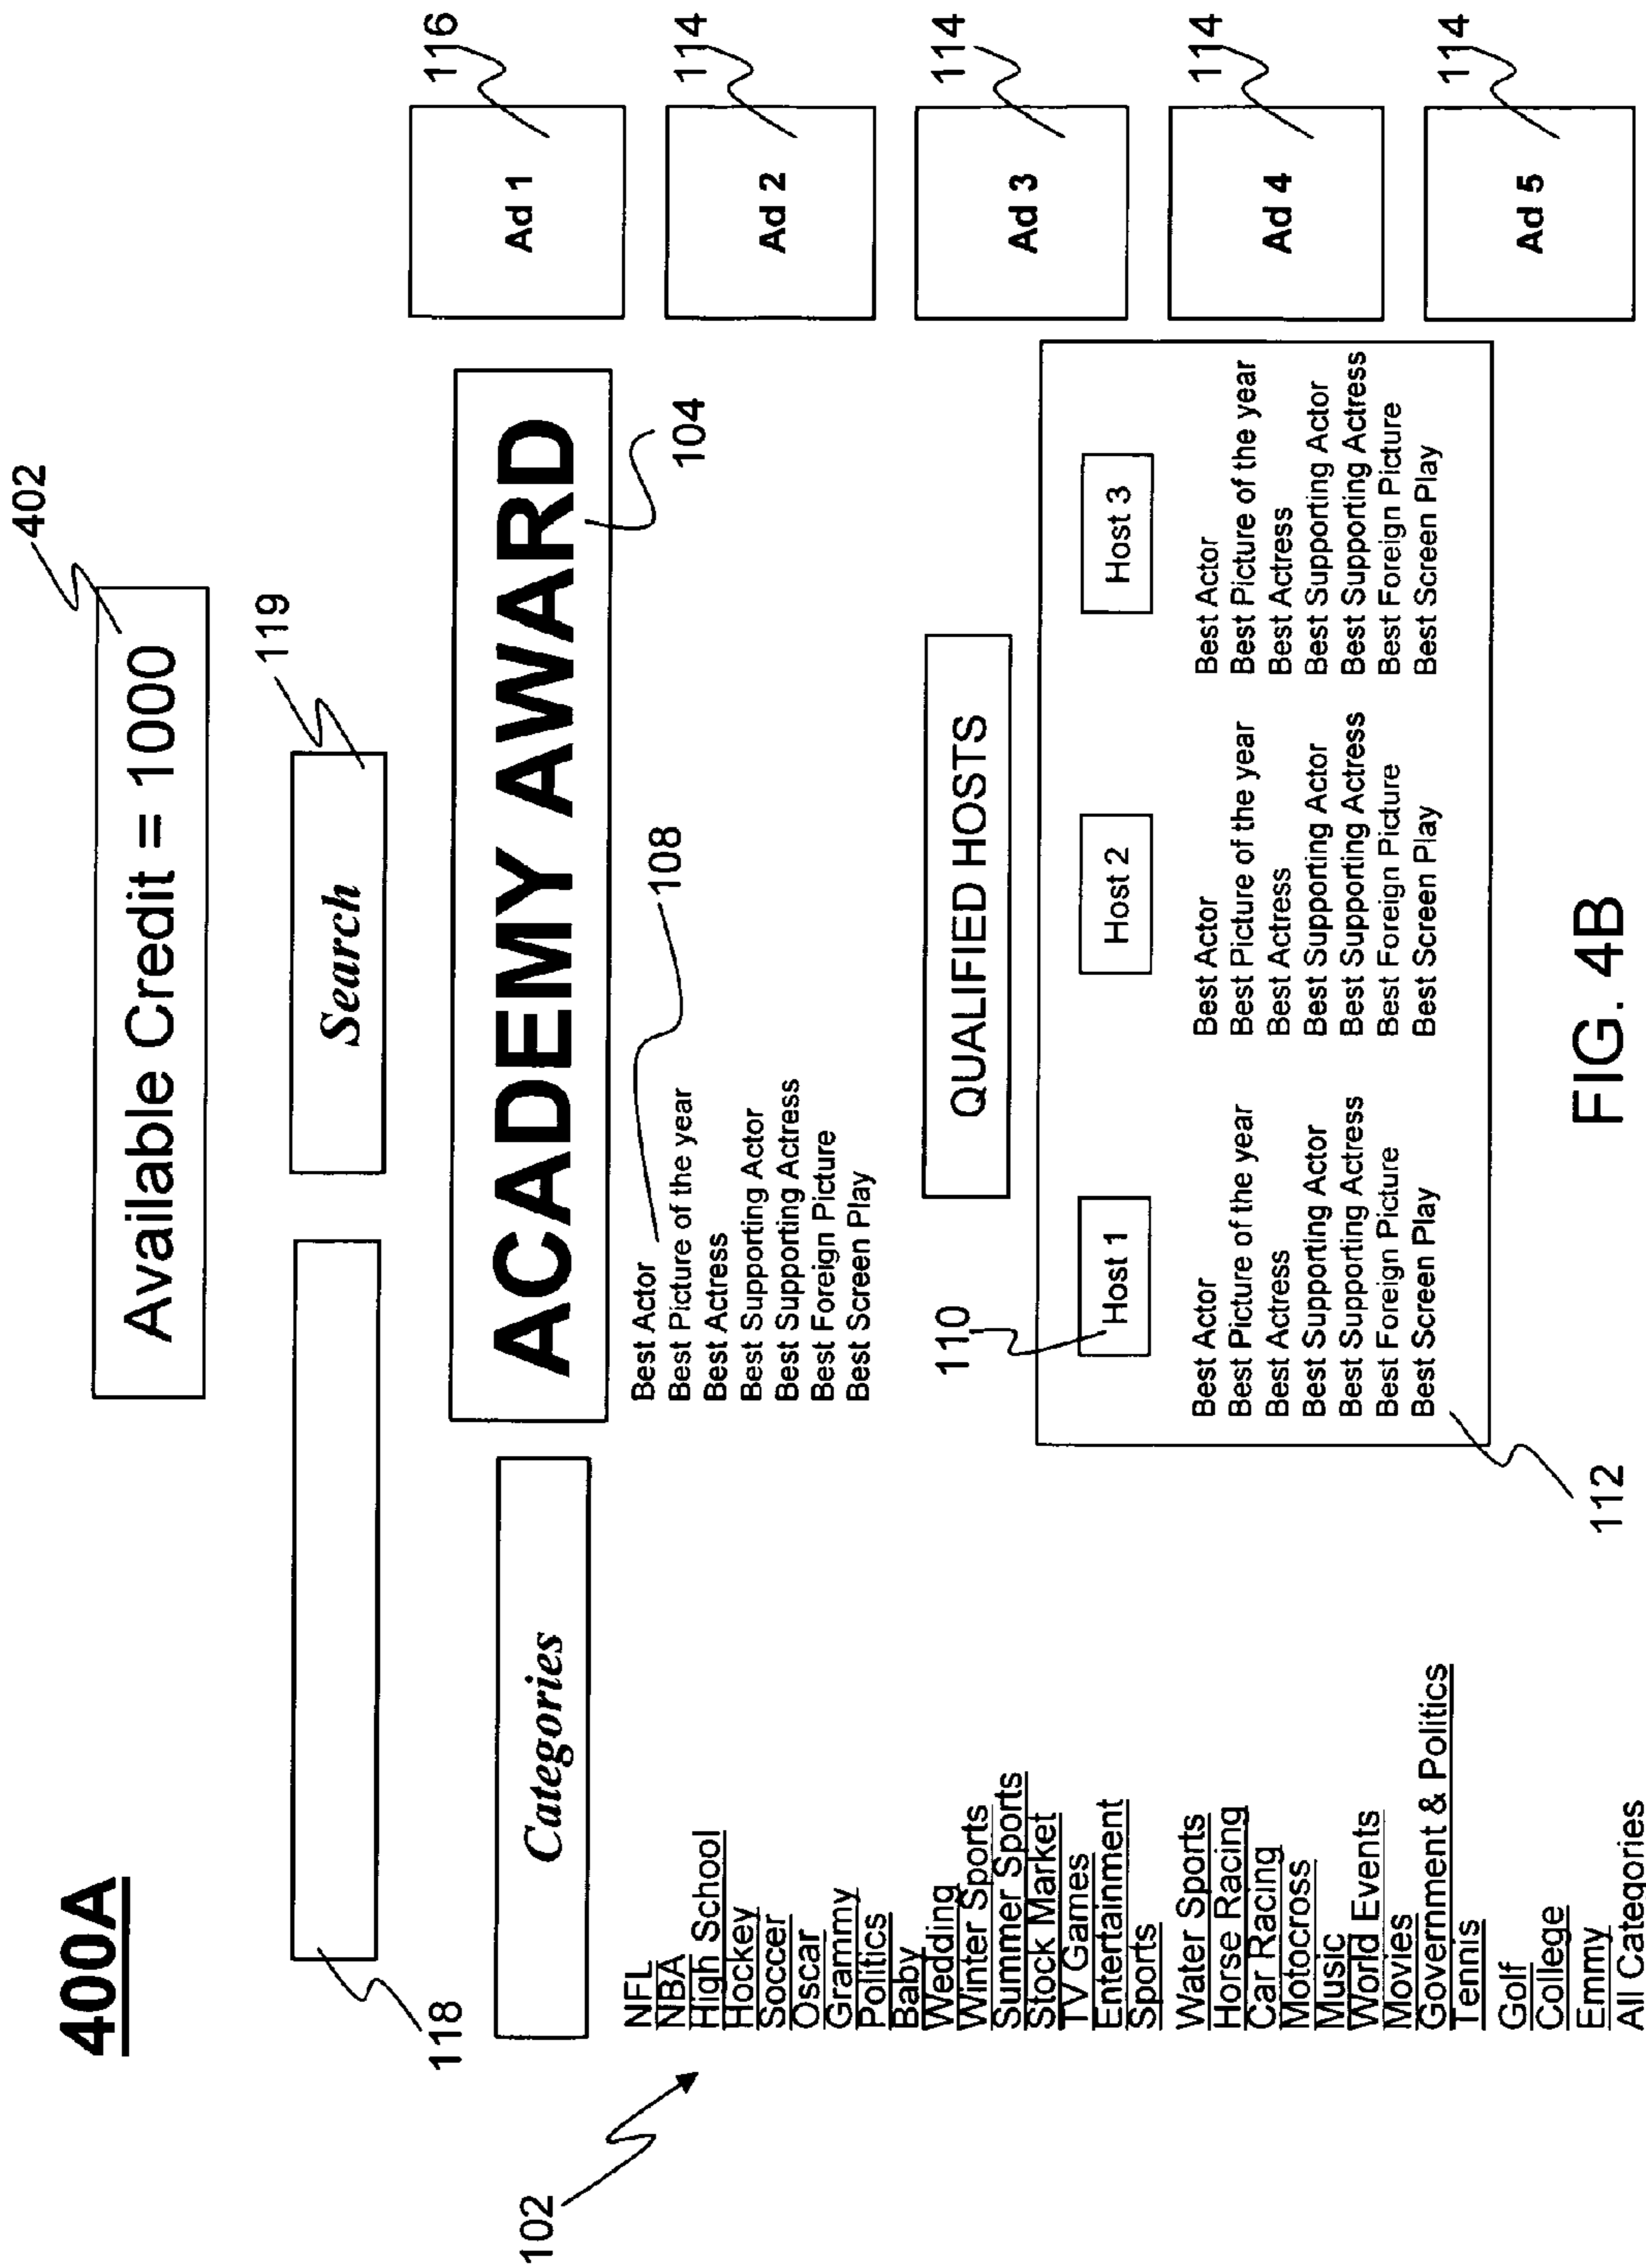 400A
402
Available Credit = 1000
118
Search
119
Categories
ACADEMY AWARD
104
102
NFL
NBA
High School
Hockey
Soccer
Oscar
Grammy
Politics
Baby
Wedding
Winter Sports
Summer Sports
Stock Market
TV Games
Entertainment
Sports
Water Sports
Horse Racing
Car Racing
Motocross
Music
World Events
Movies
Government & Politics
Tennis
Golf
College
Emmy
All Categories
Best Actor
Best Picture of the year
Best Actress
Best Supporting Actor
Best Supporting Actress
Best Foreign Picture
Best Screen Play
108
QUALIFIED HOSTS
110
Host 1
Best Actor
Best Picture of the year
Best Actress
Best Supporting Actor
Best Supporting Actress
Best Foreign Picture
Best Screen Play
112
Host 2
Best Actor
Best Picture of the year
Best Actress
Best Supporting Actor
Best Supporting Actress
Best Foreign Picture
Best Screen Play
Host 3
Best Actor
Best Picture of the year
Best Actress
Best Supporting Actor
Best Supporting Actress
Best Foreign Picture
Best Screen Play
Ad 1
116
Ad 2
114
Ad 3
114
Ad 4
114
Ad 5
114
FIG. 4B